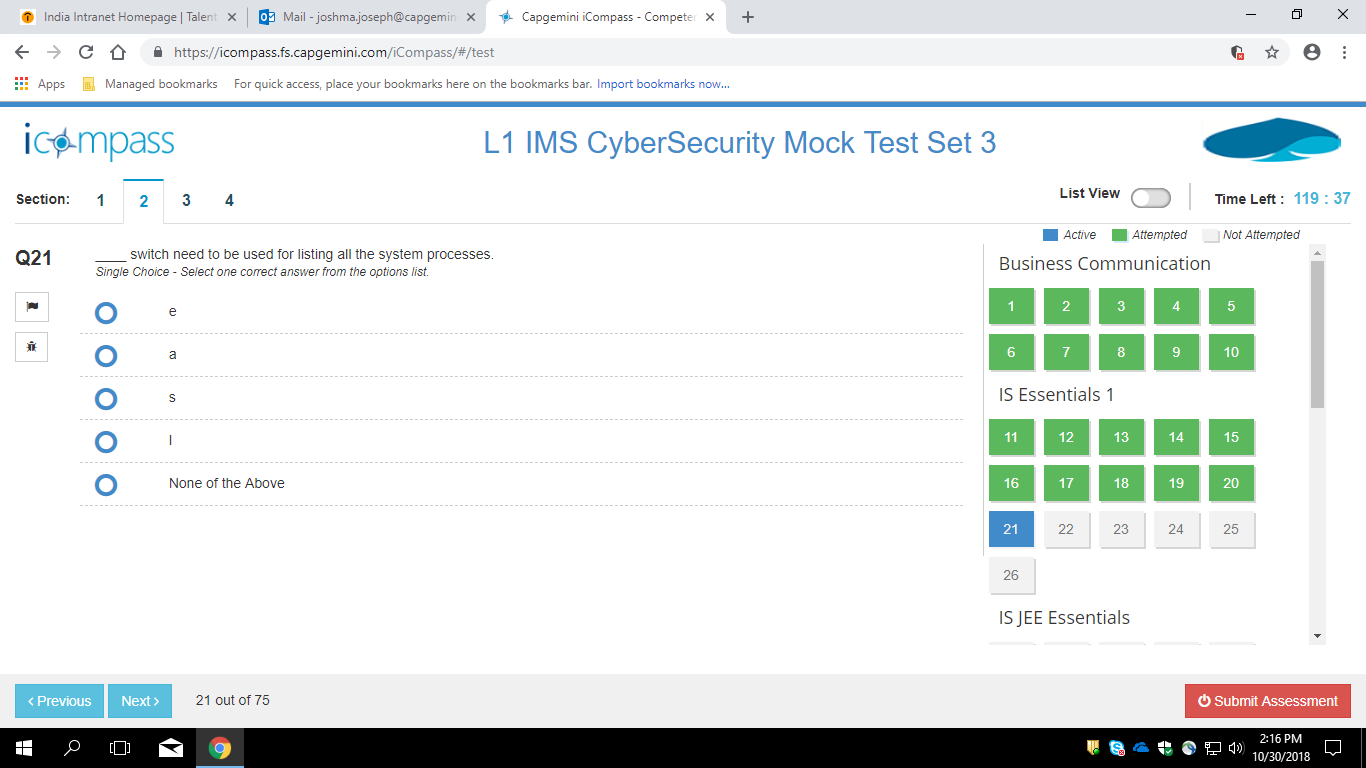 India Intranet Homepage | Talent
Mail - joshma.joseph@capgemin
Capgemini iCompass - Competen
https://icompass.fs.capgemini.com/iCompass/#/test
Apps
Managed bookmarks
For quick access, place your bookmarks here on the bookmarks bar. Import bookmarks now...
icompass
L1 IMS CyberSecurity Mock Test Set 3
Section: 1 2 3 4
List View
Time Left : 119 : 37
Active Attempted Not Attempted
Q21
____ switch need to be used for listing all the system processes.
Single Choice - Select one correct answer from the options list.
e
a
s
l
None of the Above
Business Communication
1 2 3 4 5
6 7 8 9 10
IS Essentials 1
11 12 13 14 15
16 17 18 19 20
21 22 23 24 25
26
IS JEE Essentials
Previous
Next
21 out of 75
Submit Assessment
2:16 PM
10/30/2018